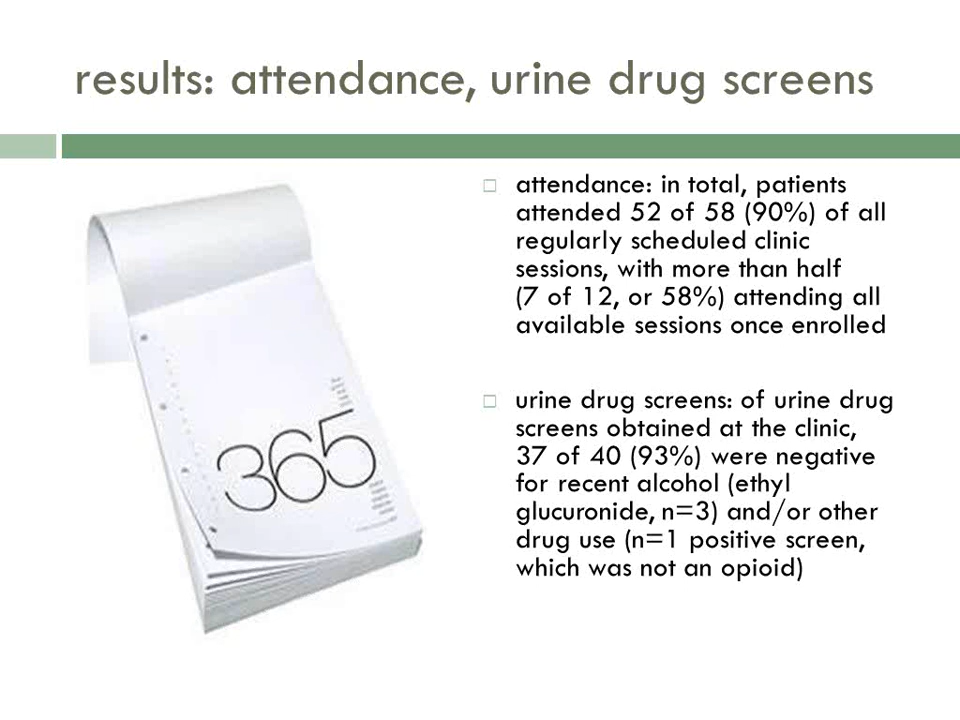 results: attendance, urine drug screens
attendance: in total, patients
attended 52 of 58 (90%) of all
regularly scheduled clinic
sessions, with more than half
(7 of 12, or 58%) attending all
available sessions once enrolled
urine drug screens: of urine drug
screens obtained at the clinic,
37 of 40 (93%) were negative
for recent alcohol (ethyl
glucuronide, n=3) and/or other
drug use (n=1 positive screen,
which was not an opioid)
365